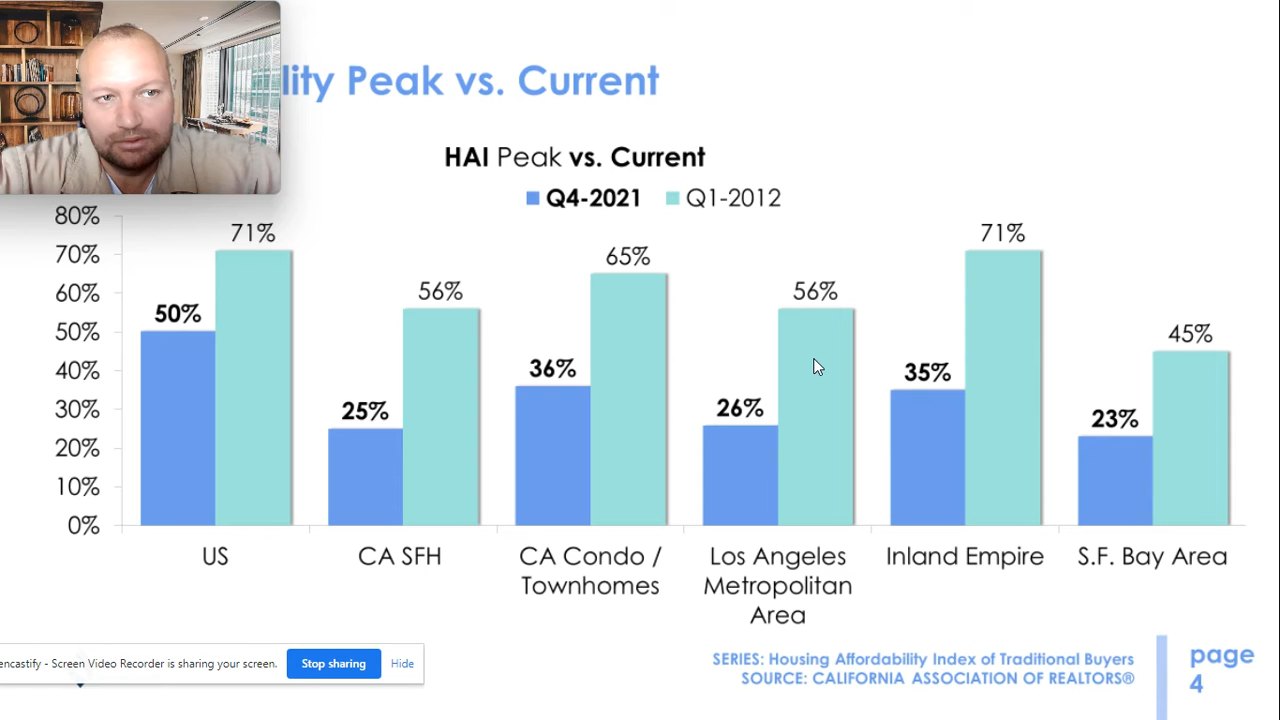 lity Peak vs. Current
HAI Peak vs. Current
Q4-2021 Q1-2012
80%
70%
60%
50%
40%
30%
20%
10%
0%
50% 71%
25% 56%
36% 65%
26% 56%
35% 71%
23% 45%
US
CA SFH
CA Condo /
Townhomes
Los Angeles
Metropolitan
Area
Inland Empire
S.F. Bay Area
encastify - Screen Video Recorder is sharing your screen. Stop sharing Hide
SERIES: Housing Affordability Index of Traditional Buyers
SOURCE: CALIFORNIA ASSOCIATION OF REALTORS®
page
4